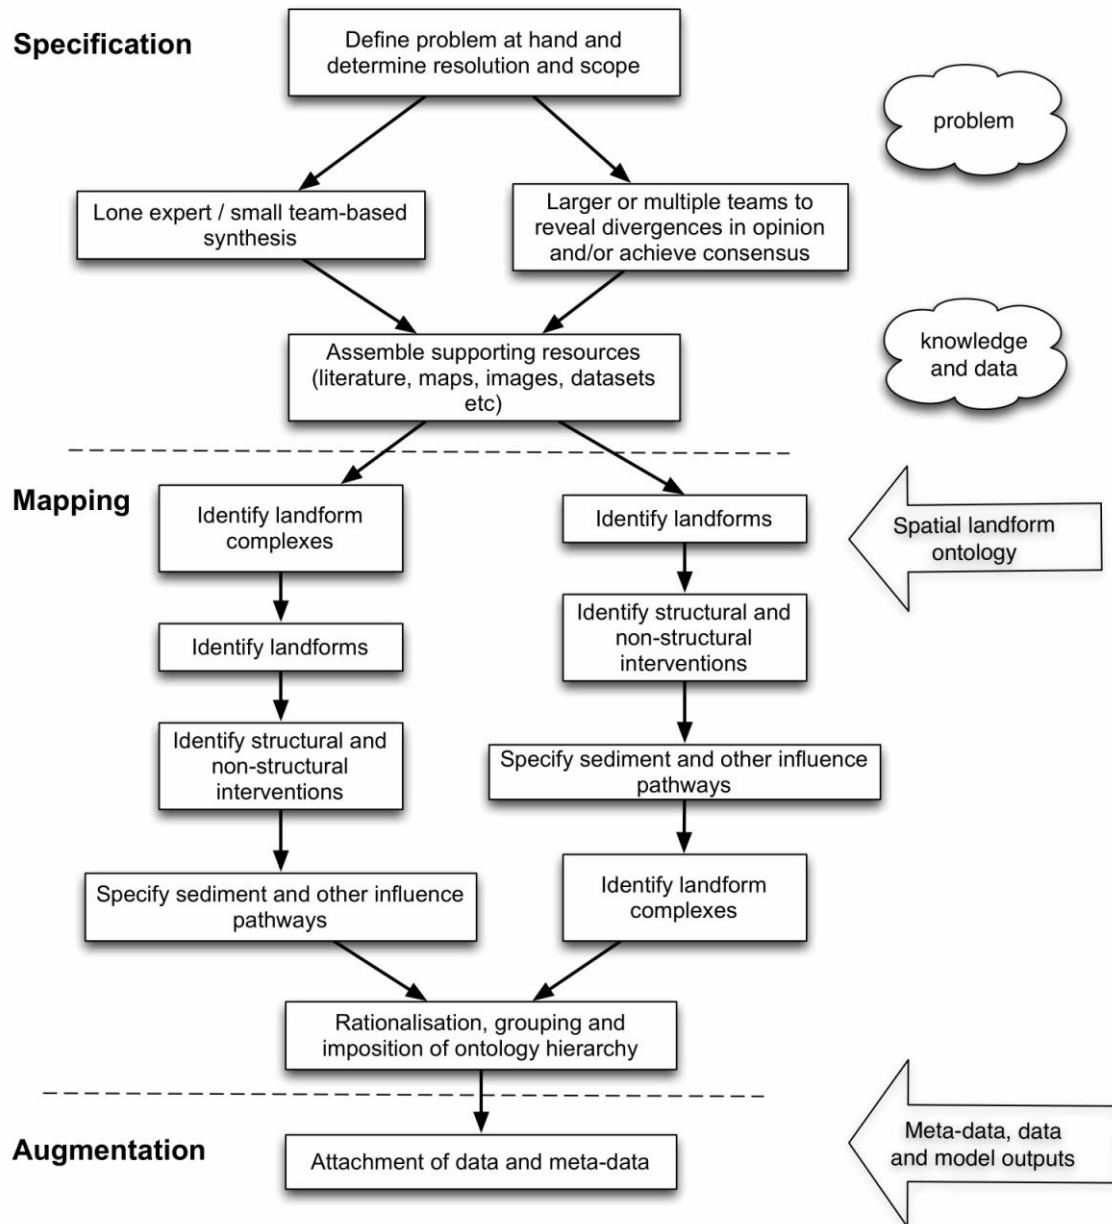 Specification
Define problem at hand and
determine resolution and scope
problem
Lone expert / small team-based
synthesis
Larger or multiple teams to
reveal divergences in opinion
and/or achieve consensus
Assemble supporting resources
(literature, maps, images, datasets
etc)
knowledge
and data
Mapping
Identify landform
complexes
Identify landforms
Identify structural and
non-structural
interventions
Specify sediment and other influence
pathways
Identify landforms
Identify structural and
non-structural
interventions
Specify sediment and other influence
pathways
Identify landform
complexes
Spatial landform
ontology
Rationalisation, grouping and
imposition of ontology hierarchy
Augmentation
Attachment of data and meta-data
Meta-data, data
and model outputs